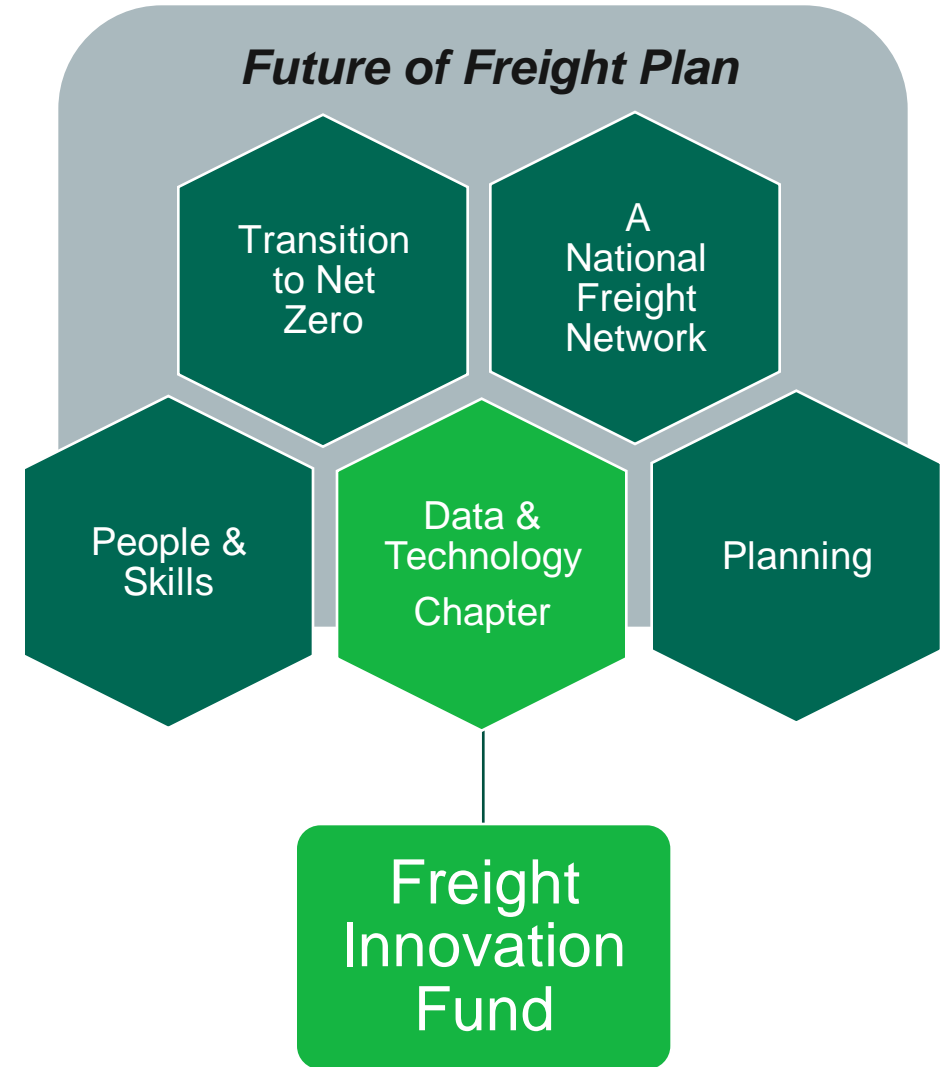 Future of Freight Plan
Transition
to Net
Zero
A
National
Freight
Network
People &
Skills
Data &
Technology
Chapter
Planning
Freight
Innovation
Fund